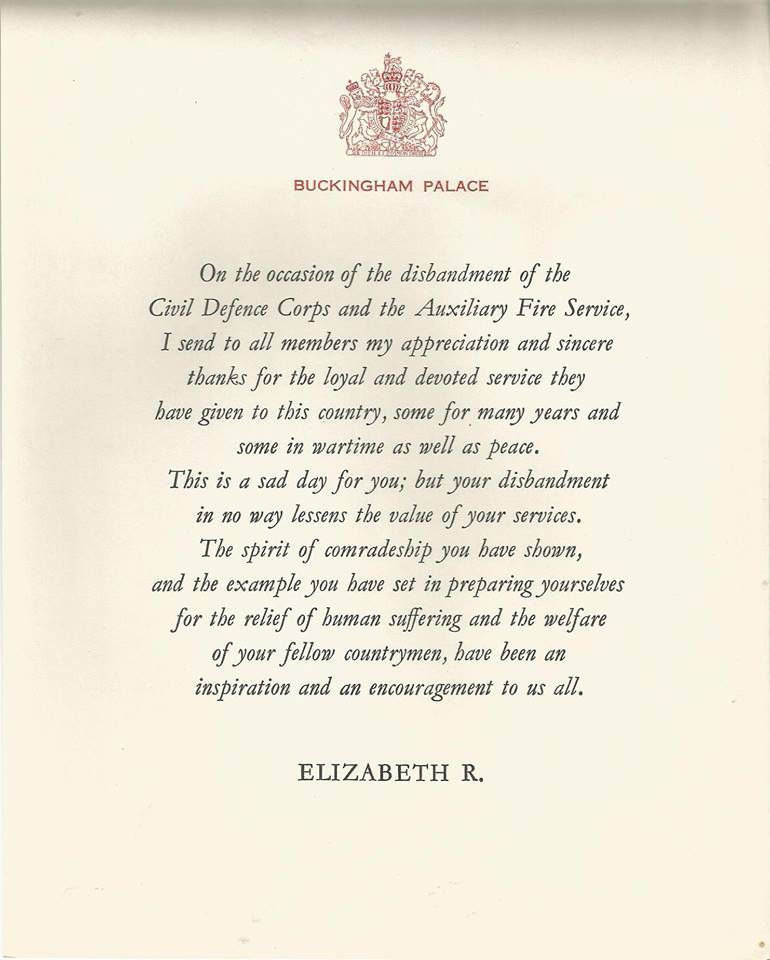 BUCKINGHAM PALACE
On the occasion of the disbandment of the
Civil Defence Corps and the Auxiliary Fire Service,
I send to all members my appreciation and sincere
thanks for the loyal and devoted service they
have given to this country, some for many years and
some in wartime as well as peace.
This is a sad day for you; but your disbandment
in no way lessens the value of your services.
The spirit of comradeship you have shown,
and the example you have set in preparing yourselves
for the relief of human suffering and the welfare
of your fellow countrymen, have been an
inspiration and an encouragement to us all.
ELIZABETH R.